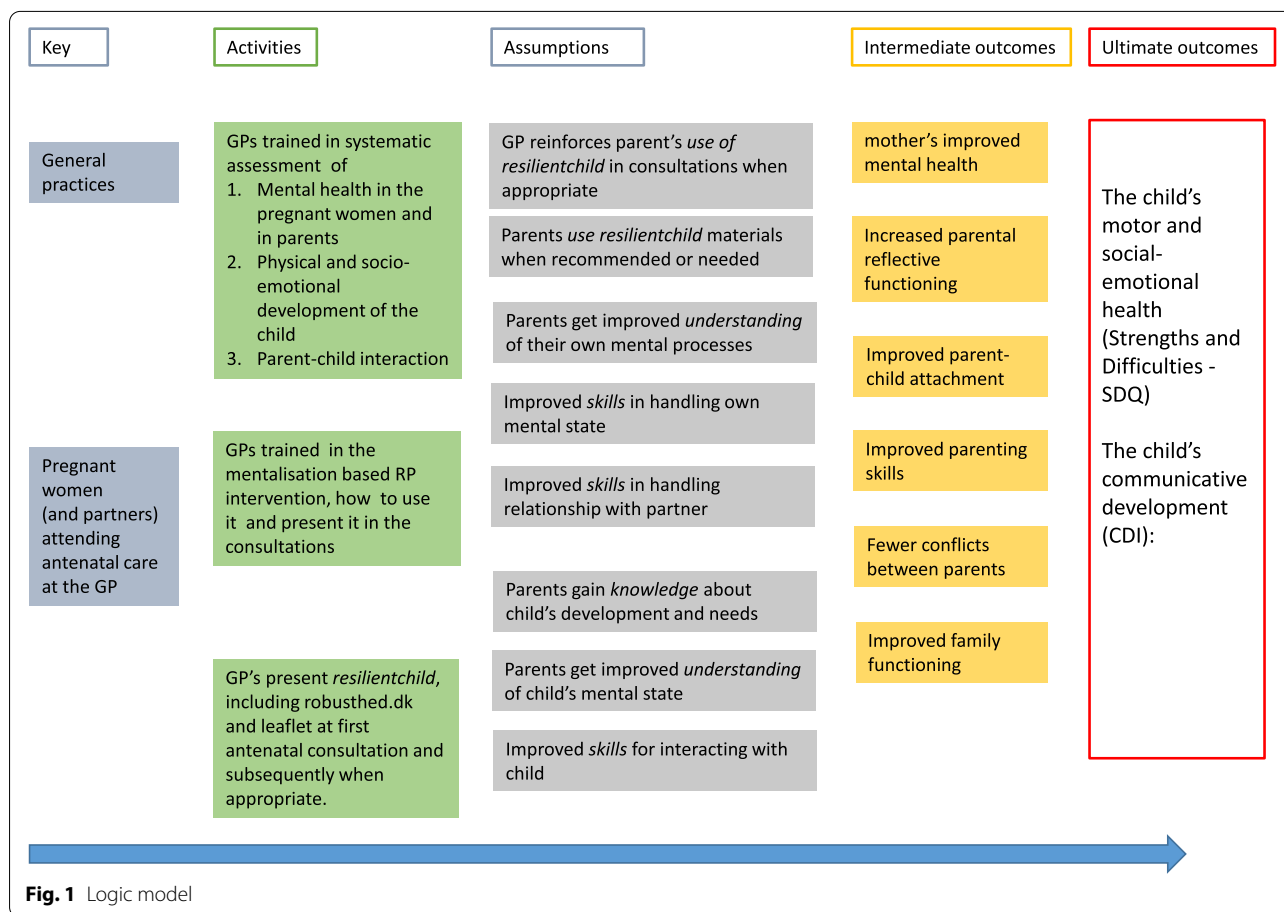 Key
Activities
Assumptions
Intermediate outcomes
Ultimate outcomes
General
practices
Pregnant
women
(and partners)
attending
antenatal care
at the GP
GPs trained in systematic
assessment of
1. Mental health in the
pregnant women and
in parents
2. Physical and socio-
emotional
development of the
child
3. Parent-child interaction
GPs trained in the
mentalisation based RP
intervention, how to use
it and present it in the
consultations
GP's present resilientchild,
including robusthed.dk
and leaflet at first
antenatal consultation and
subsequently when
appropriate.
GP reinforces parent's use of
resilientchild in consultations when
appropriate
Parents use resilientchild materials
when recommended or needed
Parents get improved understanding
of their own mental processes
Improved skills in handling own
mental state
Improved skills in handling
relationship with partner
Parents gain knowledge about
child's development and needs
Parents get improved understanding
of child's mental state
Improved skills for interacting with
child
mother's improved
mental health
Increased parental
reflective
functioning
Improved parent-
child attachment
Improved parenting
skills
Fewer conflicts
between parents
Improved family
functioning
The child's
motor and
social-
emotional
health
(Strengths and
Difficulties -
SDQ)
The child's
communicative
development
(CDI):
Fig. 1 Logic model